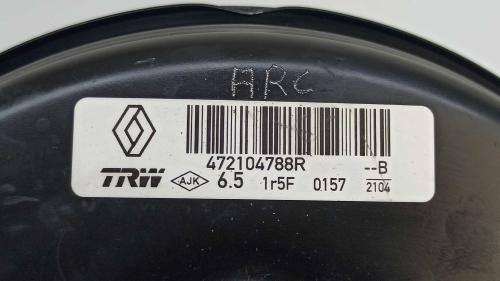 ARC
472104788R --B
TRW AJK 6.5 1r5F 0157 2104